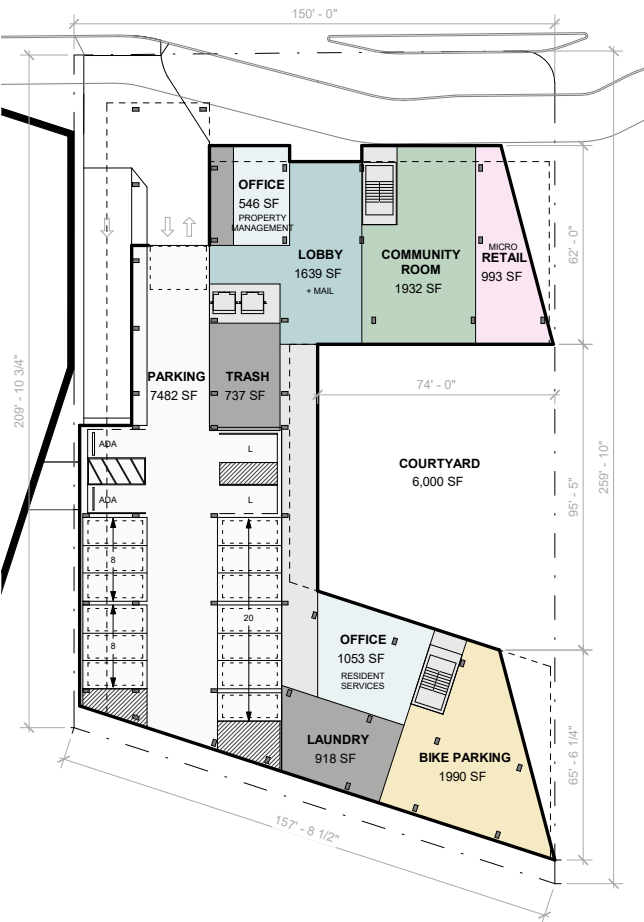 150' - 0"
OFFICE
546 SF
PROPERTY
MANAGEMENT
LOBBY
1639 SF
+ MAIL
COMMUNITY
ROOM
1932 SF
MICRO
RETAIL
993 SF
62' - 0"
209' - 10 3/4"
PARKING
7482 SF
TRASH
737 SF
74' - 0"
ADA
L
ADA
L
COURTYARD
6,000 SF
95' - 5"
259' - 10"
8
8
20
OFFICE
1053 SF
RESIDENT
SERVICES
LAUNDRY
918 SF
BIKE PARKING
1990 SF
65' - 6 1/4"
157' - 8 1/2"